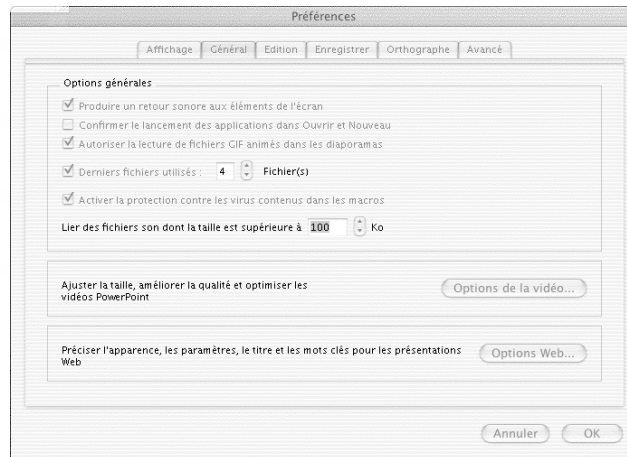 Préférences
Affichage Général Edition Enregistrer Orthographe Avancé
Options générales
Produire un retour sonore aux éléments de l'écran
Confirmer le lancement des applications dans Ouvrir et Nouveau
Autoriser la lecture de fichiers GIF animés dans les diaporamas
Derniers fichiers utilisés : 4 Fichier(s)
Activer la protection contre les virus contenus dans les macros
Lier des fichiers son dont la taille est supérieure à 100 Ko
Ajuster la taille, améliorer la qualité et optimiser les
vidéos PowerPoint
Options de la vidéo...
Préciser l'apparence, les paramètres, le titre et les mots clés pour les présentations
Web
Options Web...
Annuler OK